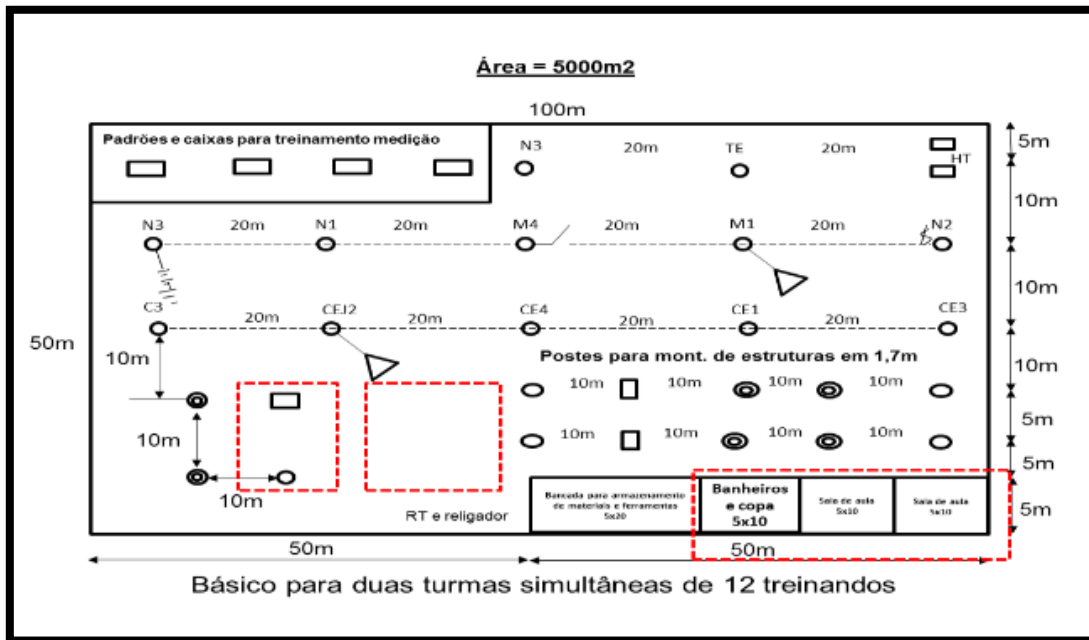 Área = 5000m2
100m
Padrões e caixas para treinamento medição
N3
20m
TE
20m
HT
5m
10m
N3
20m
N1
20m
M4
20m
M1
20m
N2
10m
C3
20m
CEJ2
20m
CE4
20m
CE1
20m
CE3
50m
10m
Postes para mont. de estruturas em 1,7m
10m
10m
10m
10m
10m
5m
10m
10m
10m
10m
10m
5m
10m
RT e religador
Bancada para armazenamento
de materiais e ferramentas
5x20
Banheiros
e copa
5x10
Sala de aula
5x10
Sala de aula
5x10
5m
50m
50m
Básico para duas turmas simultâneas de 12 treinandos